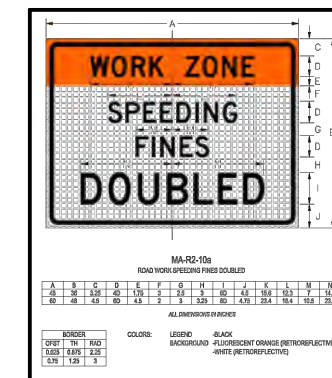 A
WORK ZONE
SPEEDING
FINES
DOUBLED
C
D
E
F
D
G
D
H
I
J
MA-R2-10a
ROAD WORK SPEEDING FINES DOUBLED
A B C D E F G H I J K L M N
48 36 3.25 4D 1.75 3 2.5 3 6D 4.5 18.6 12.3 7
60 48 4.5 6D 4.5 2 3 3.25 8D 4.75 23.4 18.4 10.5
ALL DIMENSIONS IN INCHES
BORDER
OFST TH RAD
0.625 0.875 2.25
0.75 1.25 3
COLORS: LEGEND -BLACK
BACKGROUND -FLUORESCENT ORANGE (RETROREFLECTIVE)
-WHITE (RETROREFLECTIVE)